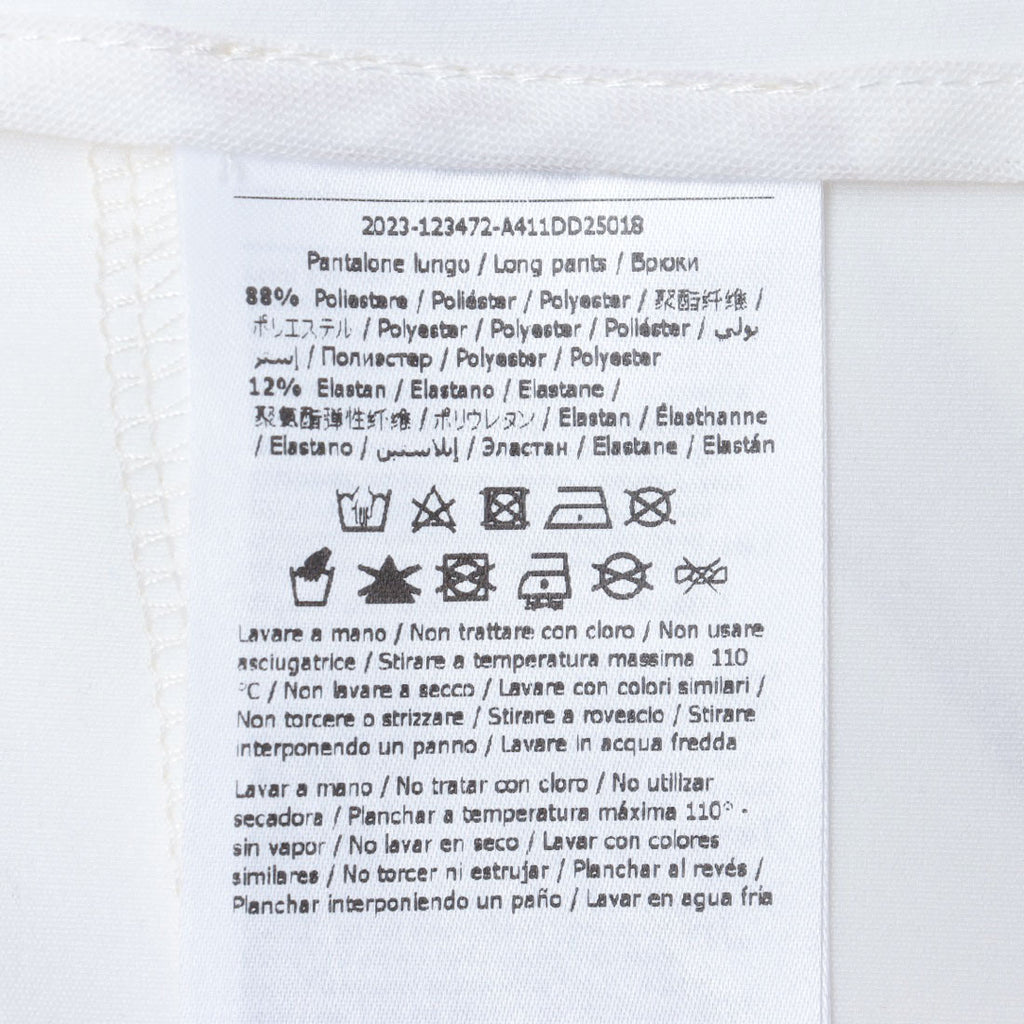 2023-123472-A411DD25018
Pantalone lungo / Long pants / Брюки
88% Poliestere / Poliéster / Polyester / 聚酯纤维 /
ポリエステル / Polyester / Polyester / Poliéster / بولي
إستر / Полиэстер / Polyester / Polyester
12% Elastan / Elastano / Elastane /
聚氨酯弹性纤维 / ポリウレタン / Elastan / Élasthanne
/ Elastano / إيلاستين / Эластан / Elastane / Elastán
Lavare a mano / Non trattare con cloro / Non usare
asciugatrice / Stirare a temperatura massima 110
°C / Non lavare a secco / Lavare con colori similari /
Non torcere o strizzare / Stirare a rovescio / Stirare
interponendo un panno / Lavare in acqua fredda
Lavar a mano / No tratar con cloro / No utilizar
secadora / Planchar a temperatura máxima 110° -
sin vapor / No lavar en seco / Lavar con colores
similares / No torcer ni estrujar / Planchar al revés /
Planchar interponiendo un paño / Lavar en agua fría